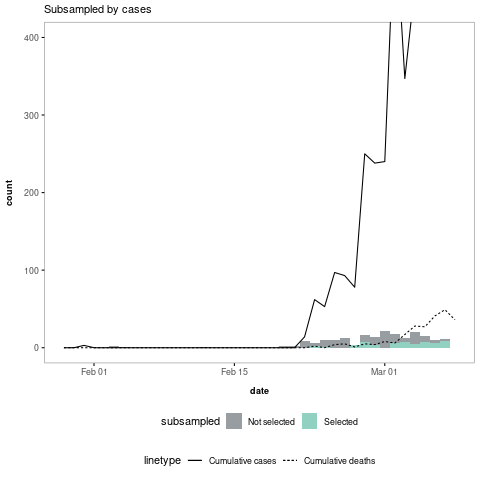 Subsampled by cases
400
300
200
100
0
count
Feb 01 Feb 15 Mar 01
date
subsampled Not selected Selected
linetype Cumulative cases Cumulative deaths